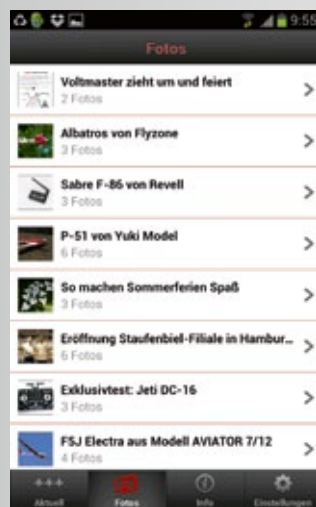 9:55
Fotos
Voltmaster zieht um und feiert
2 Fotos
Albatros von Flyzone
3 Fotos
Sabre F-86 von Revell
3 Fotos
P-51 von Yuki Model
6 Fotos
So machen Sommerferien Spaß
3 Fotos
Eröffnung Staufenbiel-Filiale in Hambur...
6 Fotos
Exklusivtest: Jeti DC-16
3 Fotos
FSJ Electra aus Modell AVIATOR 7/12
4 Fotos
+++
Aktuell
Fotos
Info
Einstellungen